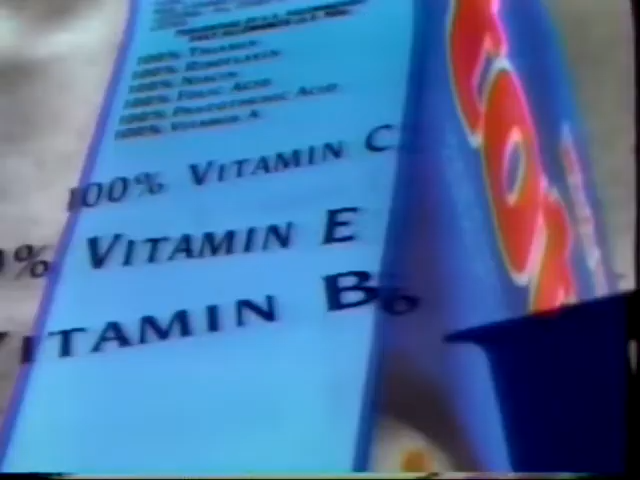 100% THIAMIN
100% RIBOFLAVIN
100% NIACIN
100% FOLIC ACID
100% PANTOTHENIC ACID
100% VITAMIN A
100% VITAMIN C
% VITAMIN E
VITAMIN B6
TO